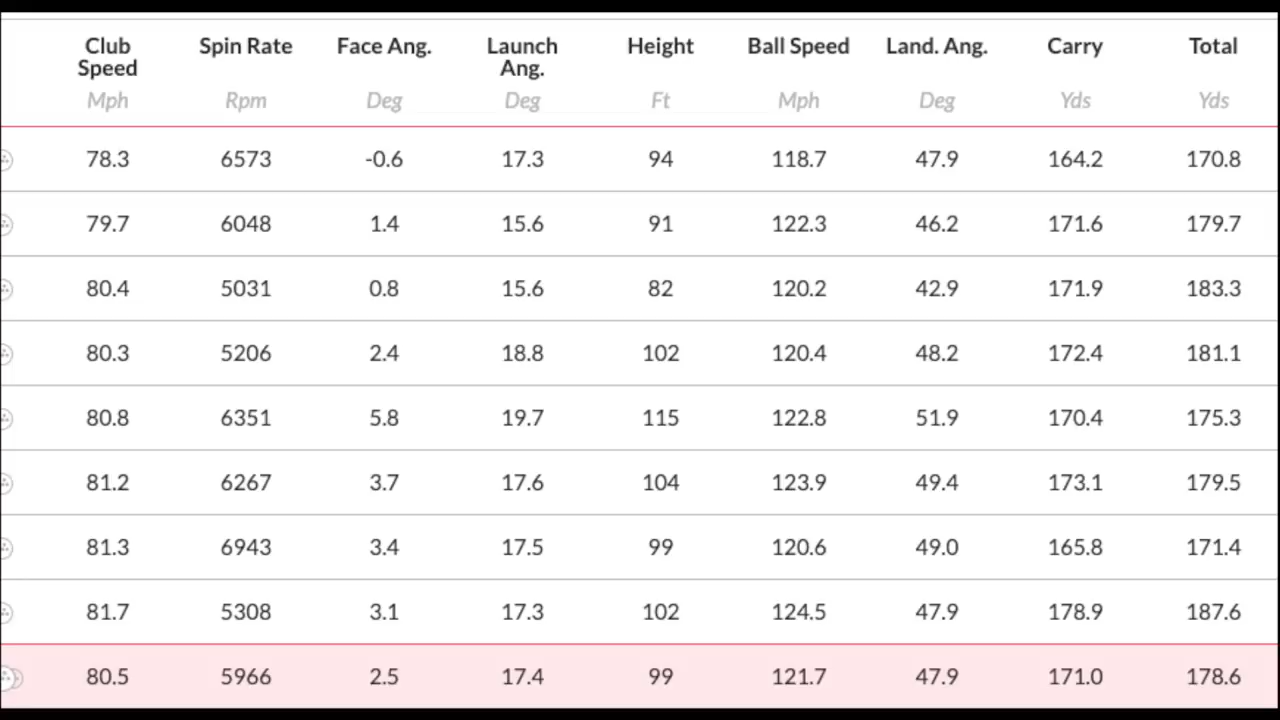 Club Speed Spin Rate Face Ang. Launch Ang. Height Ball Speed Land. Ang. Carry Total
Mph Rpm Deg Deg Ft Mph Deg Yds Yds
78.3 6573 -0.6 17.3 94 118.7 47.9 164.2 170.8
79.7 6048 1.4 15.6 91 122.3 46.2 171.6 179.7
80.4 5031 0.8 15.6 82 120.2 42.9 171.9 183.3
80.3 5206 2.4 18.8 102 120.4 48.2 172.4 181.1
80.8 6351 5.8 19.7 115 122.8 51.9 170.4 175.3
81.2 6267 3.7 17.6 104 123.9 49.4 173.1 179.5
81.3 6943 3.4 17.5 99 120.6 49.0 165.8 171.4
81.7 5308 3.1 17.3 102 124.5 47.9 178.9 187.6
80.5 5966 2.5 17.4 99 121.7 47.9 171.0 178.6